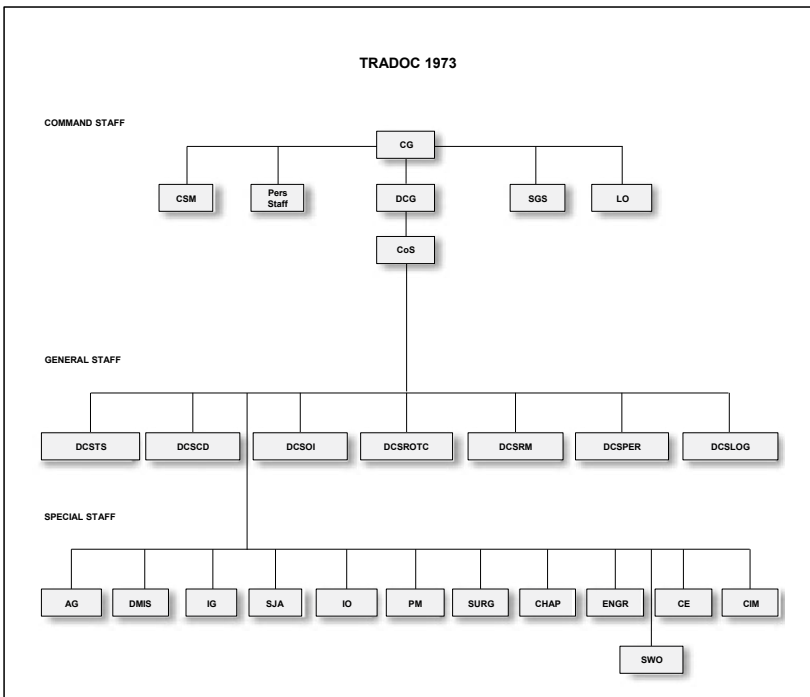 TRADOC 1973
COMMAND STAFF
CG
CSM
Pers
Staff
DCG
SGS
LO
CoS
GENERAL STAFF
DCSTS
DCSCD
DCSOI
DCSROTC
DCSRM
DCSPER
DCSLOG
SPECIAL STAFF
AG
DMIS
IG
SJA
IO
PM
SURG
CHAP
ENGR
CE
CIM
SWO